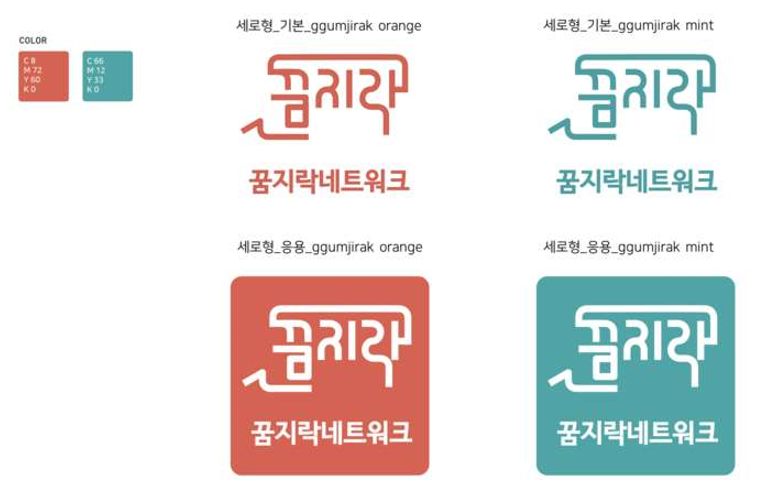 COLOR
C 8
M 72
Y 60
K 0
C 66
M 12
Y 33
K 0
세로형_기본_ggumjirak orange
꿈지락
꿈지락네트워크
세로형_기본_ggumjirak mint
꿈지락
꿈지락네트워크
세로형_응용_ggumjirak orange
꿈지락
꿈지락네트워크
세로형_응용_ggumjirak mint
꿈지락
꿈지락네트워크